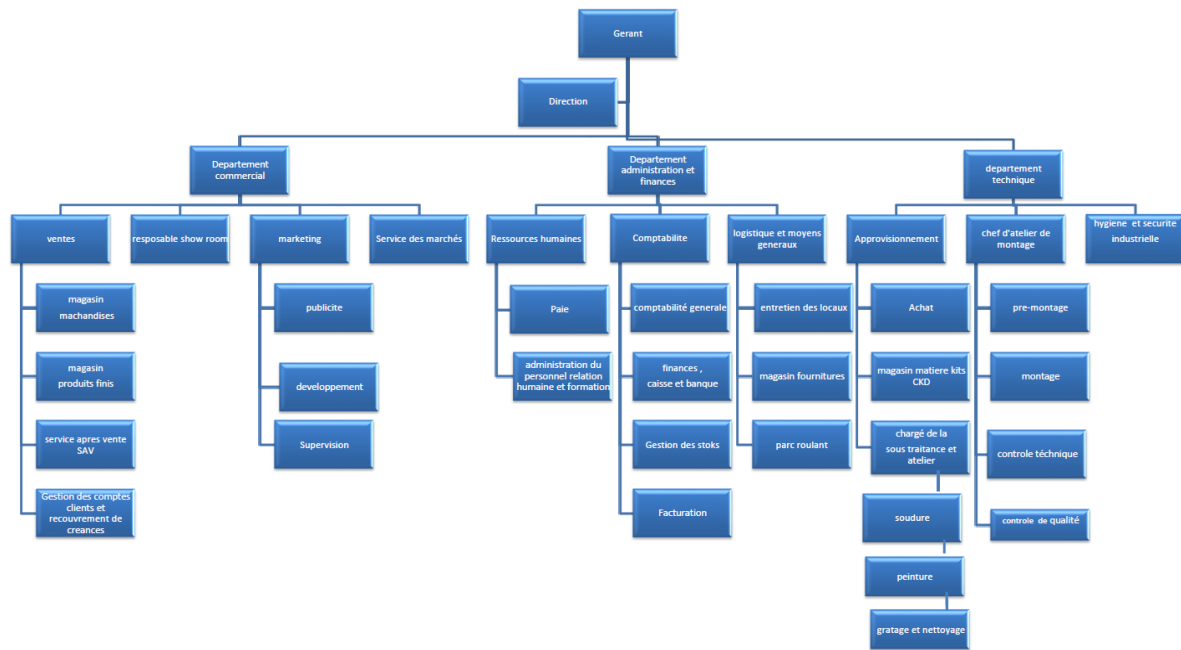 Gerant
Direction
Departement
commercial
Departement
administration et
finances
departement
technique
ventes
resposable show room
marketing
Service des marchés
Ressources humaines
Comptabilite
logistique et moyens
generaux
Approvisionnement
chef d'atelier de
montage
hygiene et securite
industrielle
magasin
machandises
magasin
produits finis
service apres vente
SAV
Gestion des comptes
clients et
recouvrement de
creances
publicite
developpement
Supervision
Paie
administration du
personnel relation
humaine et formation
comptabilité generale
finances ,
caisse et banque
Gestion des stoks
Facturation
entretien des locaux
magasin fournitures
parc roulant
Achat
magasin matiere kits
CKD
chargé de la
sous traitance et
atelier
soudure
peinture
gratage et nettoyage
pre-montage
montage
controle téchnique
controle de qualité